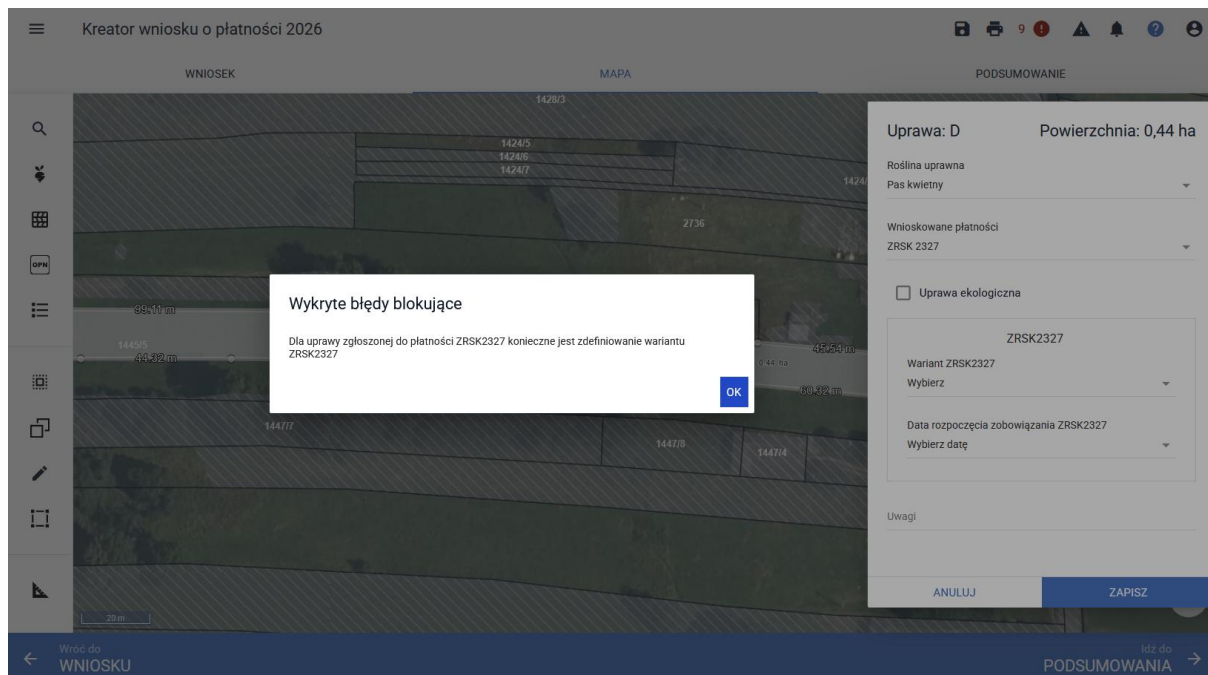 Kreator wniosku o płatności 2026
9
WNIOSEK
MAPA
PODSUMOWANIE
OPN
1428/3
1424/5
1424/6
1424/7
1424/
2736
99.11 m
1445/5
44.32 m
45.54 m
0,44 ha
60.32 m
1447/7
1447/8
1447/4
20 m
Wykryte błędy blokujące
Dla uprawy zgłoszonej do płatności ZRSK2327 konieczne jest zdefiniowanie wariantu
ZRSK2327
OK
Uprawa: D
Powierzchnia: 0,44 ha
Roślina uprawna
Pas kwietny
Wnioskowane płatności
ZRSK 2327
Uprawa ekologiczna
ZRSK2327
Wariant ZRSK2327
Wybierz
Data rozpoczęcia zobowiązania ZRSK2327
Wybierz datę
Uwagi
ANULUJ
ZAPISZ
Wróć do
WNIOSKU
Idź do
PODSUMOWANIA